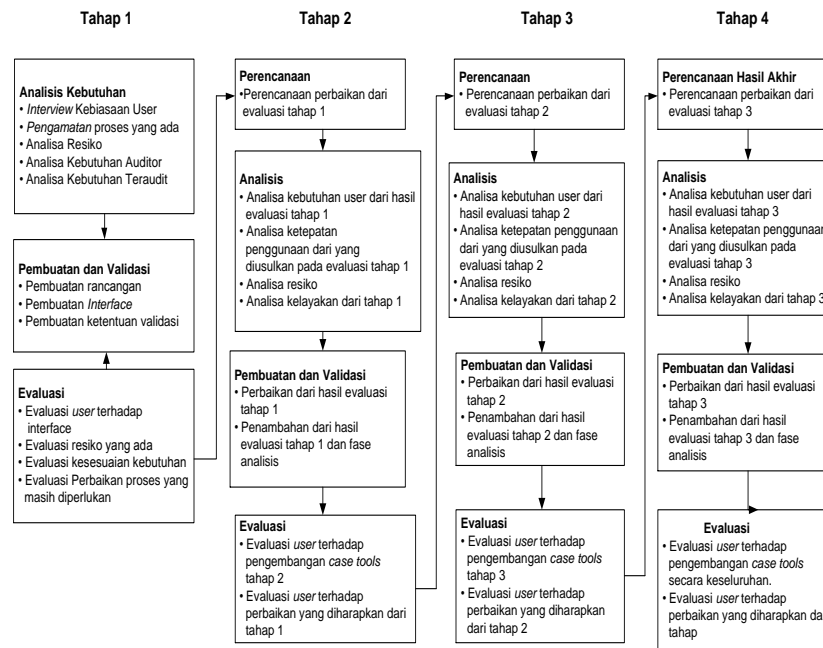 Tahap 1
Tahap 2
Tahap 3
Tahap 4
Analisis Kebutuhan
• Interview Kebiasaan User
• Pengamatan proses yang ada
• Analisa Resiko
• Analisa Kebutuhan Auditor
• Analisa Kebutuhan Teraudit
Pembuatan dan Validasi
• Pembuatan rancangan
• Pembuatan Interface
• Pembuatan ketentuan validasi
Evaluasi
• Evaluasi user terhadap
interface
• Evaluasi resiko yang ada
• Evaluasi kesesuaian kebutuhan
• Evaluasi Perbaikan proses yang
masih diperlukan
Perencanaan
•Perencanaan perbaikan dari
evaluasi tahap 1
Analisis
• Analisa kebutuhan user dari hasil
evaluasi tahap 1
• Analisa ketepatan
penggunaan dari yang
diusulkan pada evaluasi tahap 1
• Analisa resiko
• Analisa kelayakan dari tahap 1
Pembuatan dan Validasi
• Perbaikan dari hasil evaluasi
tahap 1
• Penambahan dari hasil
evaluasi tahap 1 dan fase
analisis
Evaluasi
• Evaluasi user terhadap
pengembangan case tools
tahap 2
• Evaluasi user terhadap
perbaikan yang diharapkan dari
tahap 1
Perencanaan
• Perencanaan perbaikan dari
evaluasi tahap 2
Analisis
• Analisa kebutuhan user dari
hasil evaluasi tahap 2
• Analisa ketepatan penggunaan
dari yang diusulkan pada
evaluasi tahap 2
• Analisa resiko
• Analisa kelayakan dari tahap 2
Pembuatan dan Validasi
• Perbaikan dari hasil evaluasi
tahap 2
• Penambahan dari hasil
evaluasi tahap 2 dan fase
analisis
Evaluasi
• Evaluasi user terhadap
pengembangan case tools
tahap 3
• Evaluasi user terhadap
perbaikan yang diharapkan
dari tahap 2
Perencanaan Hasil Akhir
• Perencanaan perbaikan dari
evaluasi tahap 3
Analisis
• Analisa kebutuhan user dari
hasil evaluasi tahap 3
• Analisa ketepatan penggunaan
dari yang diusulkan pada
evaluasi tahap 3
• Analisa resiko
• Analisa kelayakan dari tahap 3
Pembuatan dan Validasi
• Perbaikan dari hasil evaluasi
tahap 3
• Penambahan dari hasil
evaluasi tahap 3 dan fase
analisis
Evaluasi
• Evaluasi user terhadap
pengembangan case tools
secara keseluruhan.
• Evaluasi user terhadap
perbaikan yang diharapkan
tahap